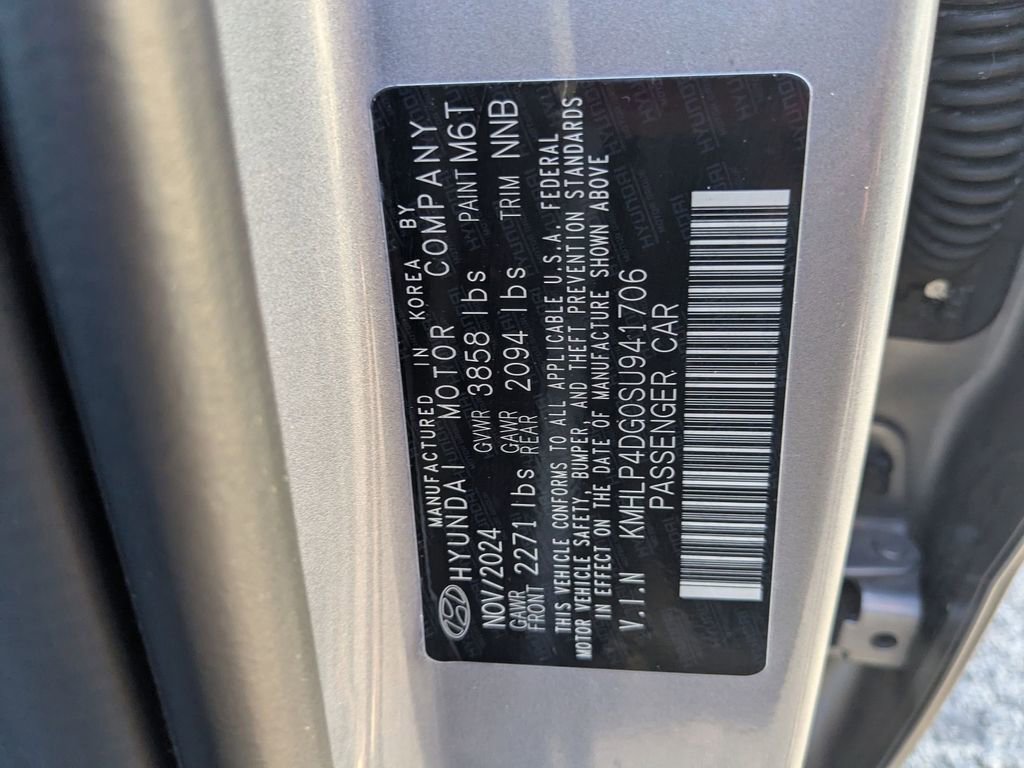 MANUFACTURED IN KOREA BY
HYUNDAI MOTOR COMPANY
NOV/2024 GVWR 3858 lbs PAINT M6T
GAWR FRONT 2271 lbs GAWR REAR 2094 lbs TRIM NNB
THIS VEHICLE CONFORMS TO ALL APPLICABLE U.S.A. FEDERAL
MOTOR VEHICLE SAFETY, BUMPER, AND THEFT PREVENTION STANDARDS
IN EFFECT ON THE DATE OF MANUFACTURE SHOWN ABOVE
V.I.N KMHLP4DG0SU941706
PASSENGER CAR